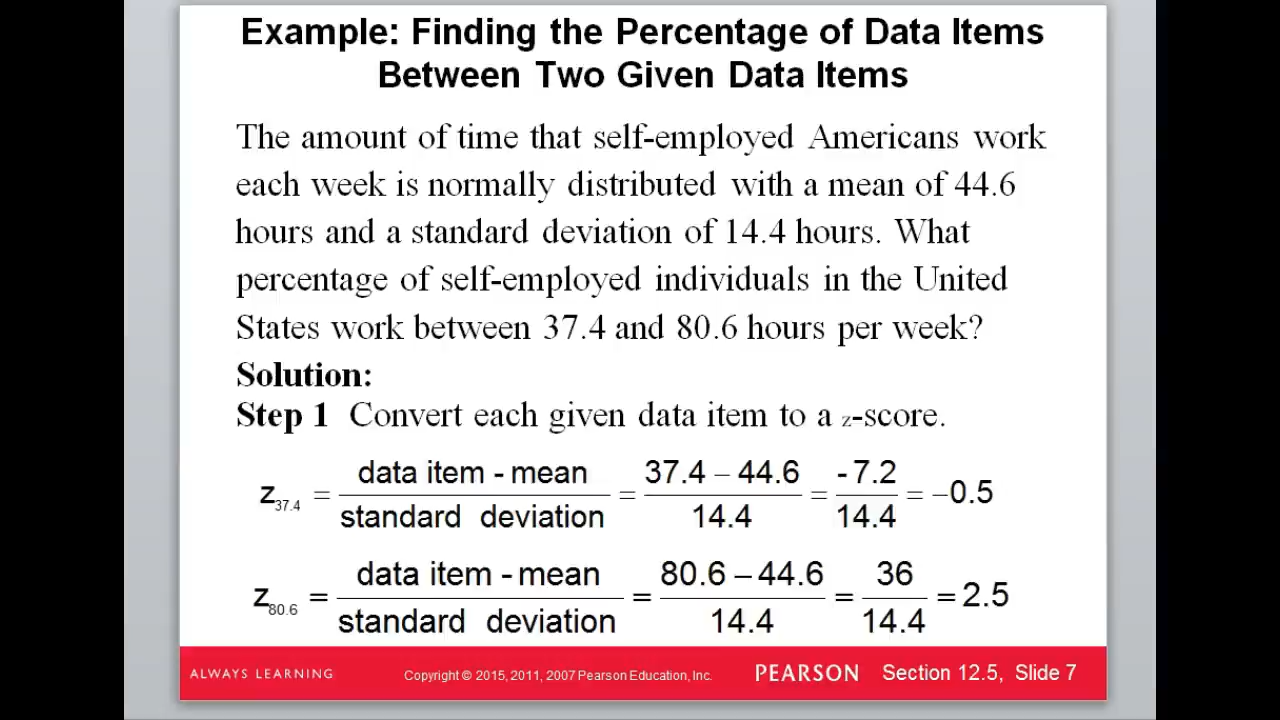 Example: Finding the Percentage of Data Items
Between Two Given Data Items
The amount of time that self-employed Americans work
each week is normally distributed with a mean of 44.6
hours and a standard deviation of 14.4 hours. What
percentage of self-employed individuals in the United
States work between 37.4 and 80.6 hours per week?
Solution:
Step 1 Convert each given data item to a z-score.
z37.4 = data item - mean / standard deviation = 37.4 – 44.6 / 14.4 = - 7.2 / 14.4 = –0.5
z80.6 = data item - mean / standard deviation = 80.6 – 44.6 / 14.4 = 36 / 14.4 = 2.5
ALWAYS LEARNING Copyright © 2015, 2011, 2007 Pearson Education, Inc. PEARSON Section 12.5, Slide 7